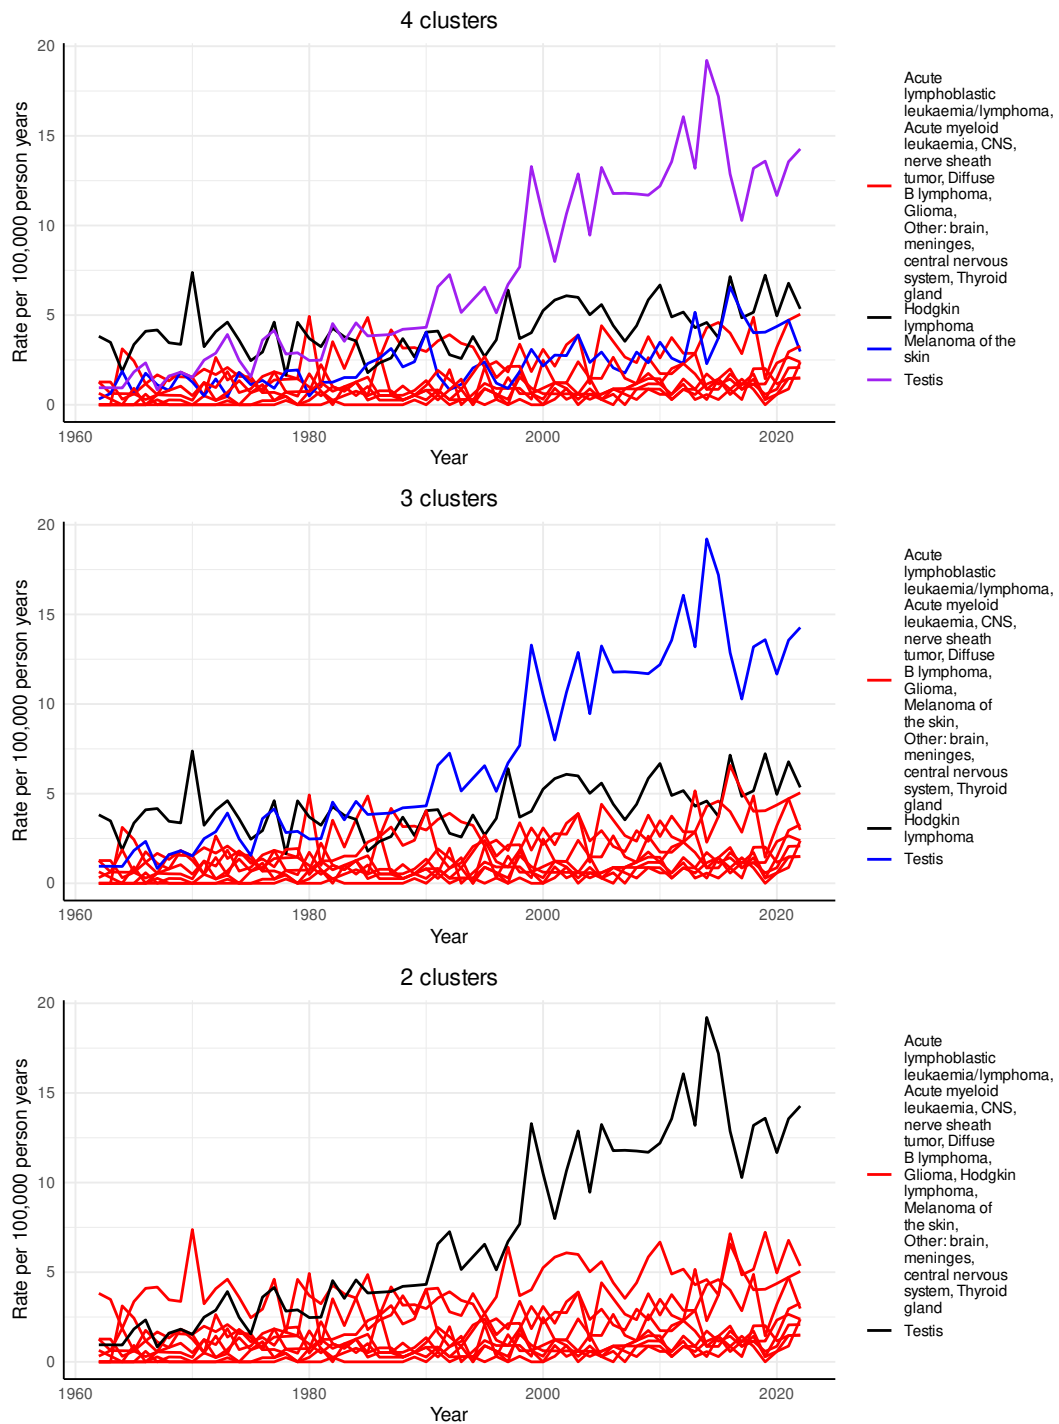 4 clusters
20
15
10
5
0
Rate per 100,000 person years
1960
1980
2000
2020
Year
Acute
lymphoblastic
leukaemia/lymphoma,
Acute myeloid
leukaemia, CNS,
nerve sheath
tumor, Diffuse
B lymphoma,
Glioma,
Other: brain,
meninges,
central nervous
system, Thyroid
gland
Hodgkin
lymphoma
Melanoma of the
skin
Testis
3 clusters
20
15
10
5
0
Rate per 100,000 person years
1960
1980
2000
2020
Year
Acute
lymphoblastic
leukaemia/lymphoma,
Acute myeloid
leukaemia, CNS,
nerve sheath
tumor, Diffuse
B lymphoma,
Glioma,
Melanoma of
the skin,
Other: brain,
meninges,
central nervous
system, Thyroid
gland
Hodgkin
lymphoma
Testis
2 clusters
20
15
10
5
0
Rate per 100,000 person years
1960
1980
2000
2020
Year
Acute
lymphoblastic
leukaemia/lymphoma,
Acute myeloid
leukaemia, CNS,
nerve sheath
tumor, Diffuse
B lymphoma,
Glioma, Hodgkin
lymphoma,
Melanoma of
the skin,
Other: brain,
meninges,
central nervous
system, Thyroid
gland
Testis